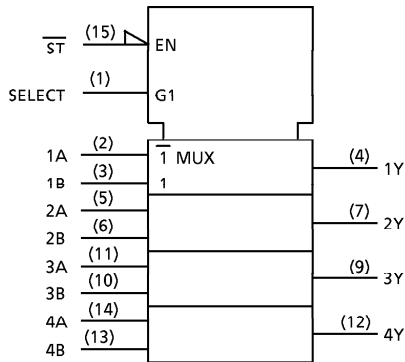 S̅T̅ (15) EN
SELECT (1) G1
1A (2) 1̅ MUX (4) 1Y
1B (3) 1
2A (5) (7) 2Y
2B (6)
3A (11) (9) 3Y
3B (10)
4A (14) (12) 4Y
4B (13)